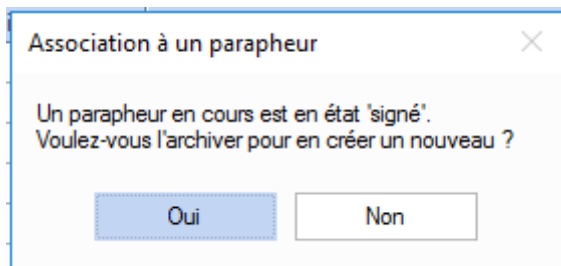 Association à un parapheur
Un parapheur en cours est en état 'signé'.
Voulez-vous l'archiver pour en créer un nouveau ?
Oui
Non